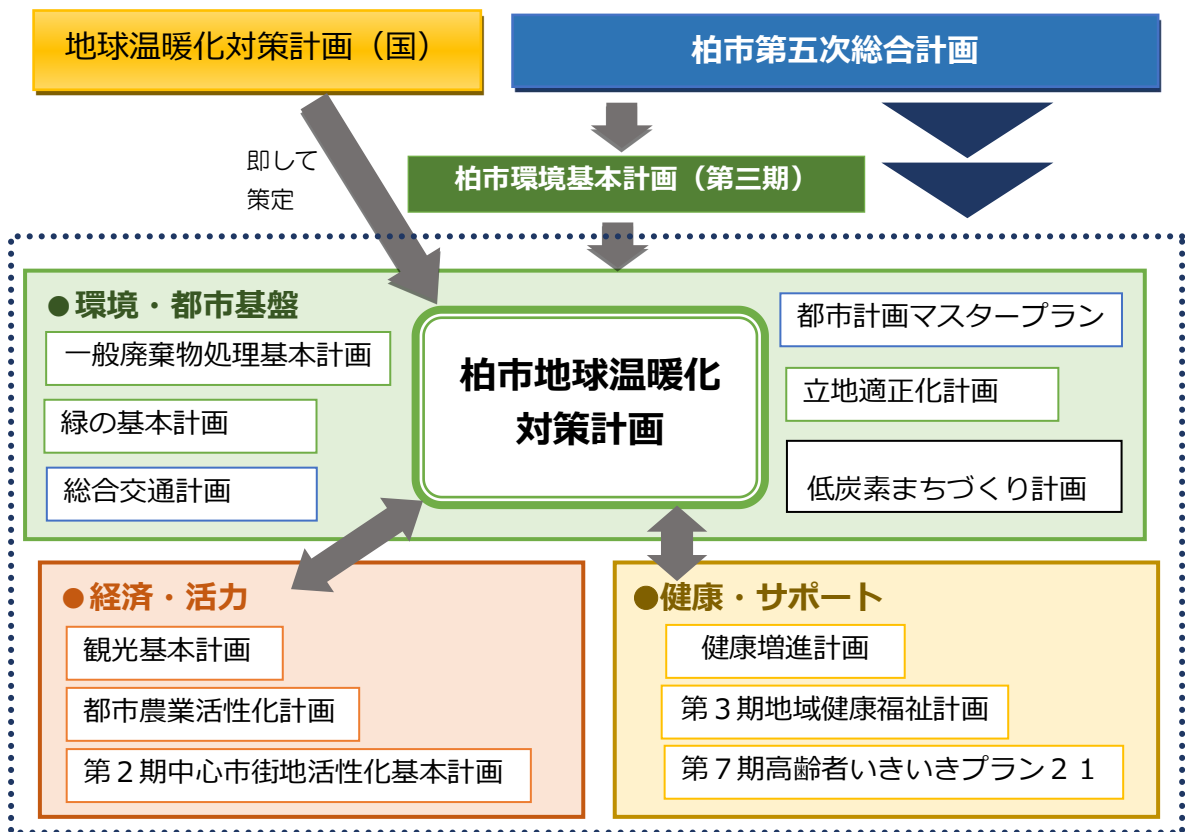 地球温暖化対策計画（国）
柏市第五次総合計画
即して
策定
柏市環境基本計画（第三期）
●環境・都市基盤
一般廃棄物処理基本計画
緑の基本計画
総合交通計画
柏市地球温暖化
対策計画
都市計画マスタープラン
立地適正化計画
低炭素まちづくり計画
●経済・活力
観光基本計画
都市農業活性化計画
第２期中心市街地活性化基本計画
●健康・サポート
健康増進計画
第３期地域健康福祉計画
第７期高齢者いきいきプラン２１